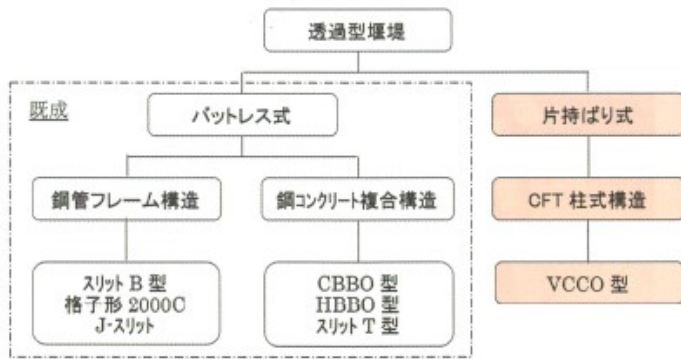 透過型堰堤
既成
バットレス式
片持ばり式
鋼管フレーム構造
鋼コンクリート複合構造
CFT 柱式構造
スリット B 型
格子形 2000C
J-スリット
CBBO 型
HBBO 型
スリット T 型
VCCO 型